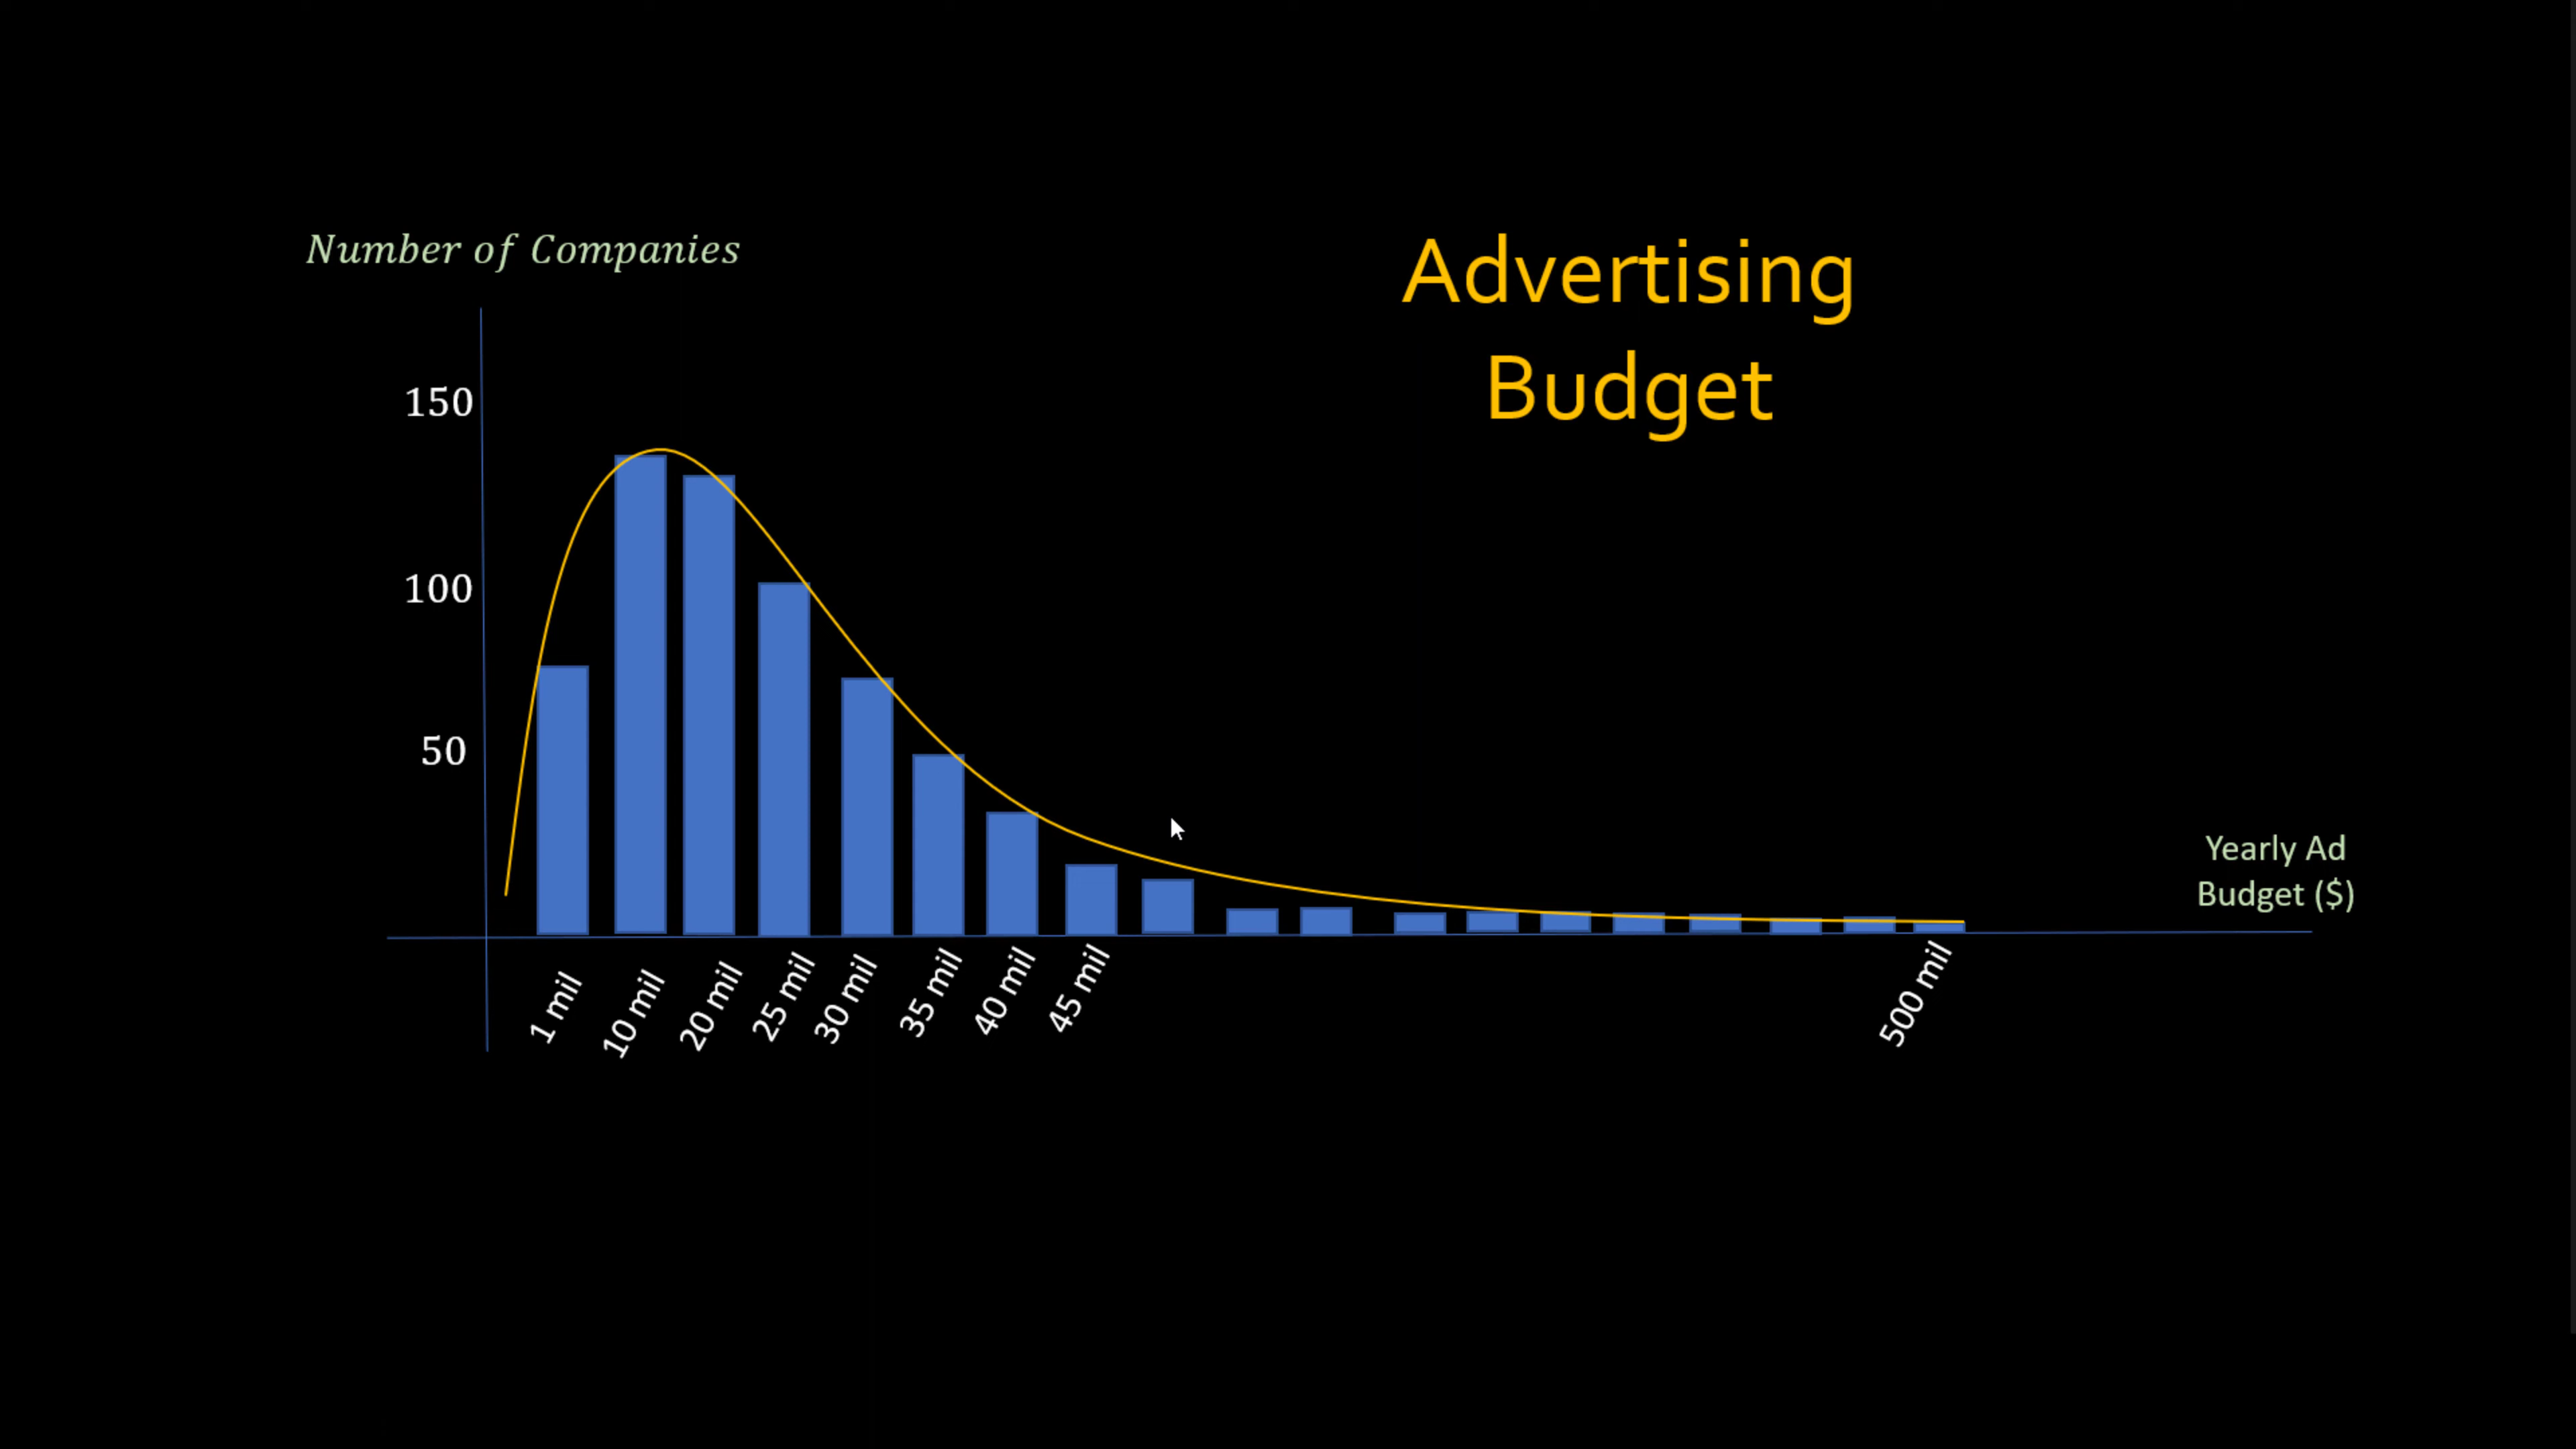 Number of Companies
Advertising
Budget
150
100
50
Yearly Ad
Budget ($)
1 mil
10 mil
20 mil
25 mil
30 mil
35 mil
40 mil
45 mil
500 mil